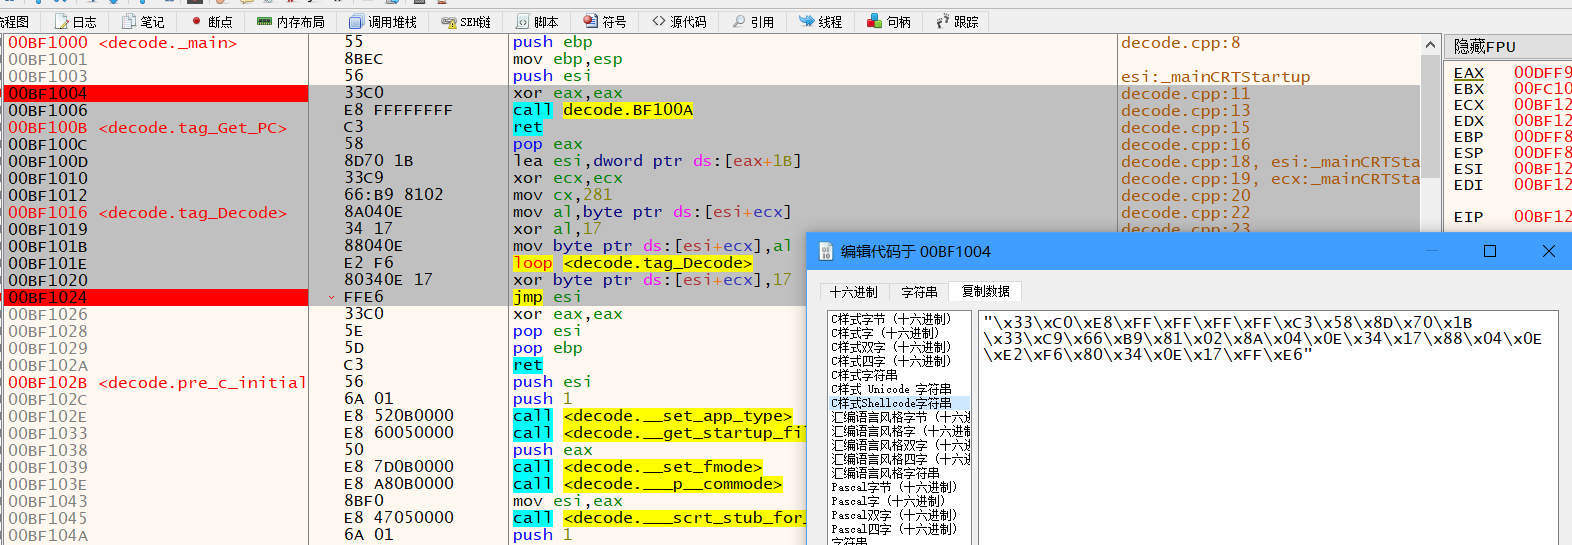 流程图 日志 笔记 断点 内存布局 调用堆栈 SEH链 脚本 符号 源代码 引用 线程 句柄 跟踪
00BF1000 <decode._main> 55 push ebp decode.cpp:8 隐藏FPU
00BF1001 8BEC mov ebp,esp
00BF1003 56 push esi esi:_mainCRTStartup EAX 00DFF9
00BF1004 33C0 xor eax,eax decode.cpp:11 EBX 00FC10
00BF1006 E8 FFFFFFFF call decode.BF100A decode.cpp:13 ECX 00BF12
00BF100B <decode.tag_Get_PC> C3 ret decode.cpp:15 EDX 00BF12
00BF100C 58 pop eax decode.cpp:16 EBP 00DFF8
00BF100D 8D70 1B lea esi,dword ptr ds:[eax+1B] decode.cpp:18, esi:_mainCRTSta ESP 00DFF8
00BF1010 33C9 xor ecx,ecx decode.cpp:19, ecx:_mainCRTSta ESI 00BF12
00BF1012 66:B9 8102 mov cx,281 decode.cpp:20 EDI 00BF12
00BF1016 <decode.tag_Decode> 8A040E mov al,byte ptr ds:[esi+ecx] decode.cpp:22 EIP 00BF12
00BF1019 34 17 xor al,17 decode.cpp:23
00BF101B 88040E mov byte ptr ds:[esi+ecx],al
00BF101E E2 F6 loop <decode.tag_Decode>
00BF1020 80340E 17 xor byte ptr ds:[esi+ecx],17
00BF1024 FFE6 jmp esi
00BF1026 33C0 xor eax,eax
00BF1028 5E pop esi
00BF1029 5D pop ebp
00BF102A C3 ret
00BF102B <decode.pre_c_initial 56 push esi
00BF102C 6A 01 push 1
00BF102E E8 520B0000 call <decode.__set_app_type>
00BF1033 E8 60050000 call <decode.__get_startup_fi
00BF1038 50 push eax
00BF1039 E8 7D0B0000 call <decode.__set_fmode>
00BF103E E8 A80B0000 call <decode.___p__commode>
00BF1043 8BF0 mov esi,eax
00BF1045 E8 47050000 call <decode.___scrt_stub_for_
00BF104A 6A 01 push 1
编辑代码于 00BF1004
十六进制 字符串 复制数据
C样式字节 (十六进制)
C样式字 (十六进制)
C样式双字 (十六进制)
C样式四字 (十六进制)
C样式字符串
C样式 Unicode 字符串
C样式Shellcode字符串
汇编语言风格字节 (十六进制
汇编语言风格字 (十六进制)
汇编语言风格双字 (十六进制
汇编语言风格四字 (十六进制
汇编语言风格字符串
Pascal字节 (十六进制)
Pascal字 (十六进制)
Pascal双字 (十六进制)
Pascal四字 (十六进制)
字符串
"\x33\xC0\xE8\xFF\xFF\xFF\xFF\xC3\x58\x8D\x70\x1B
\x33\xC9\x66\xB9\x81\x02\x8A\x04\x0E\x34\x17\x88\x04\x0E
\xE2\xF6\x80\x34\x0E\x17\xFF\xE6"